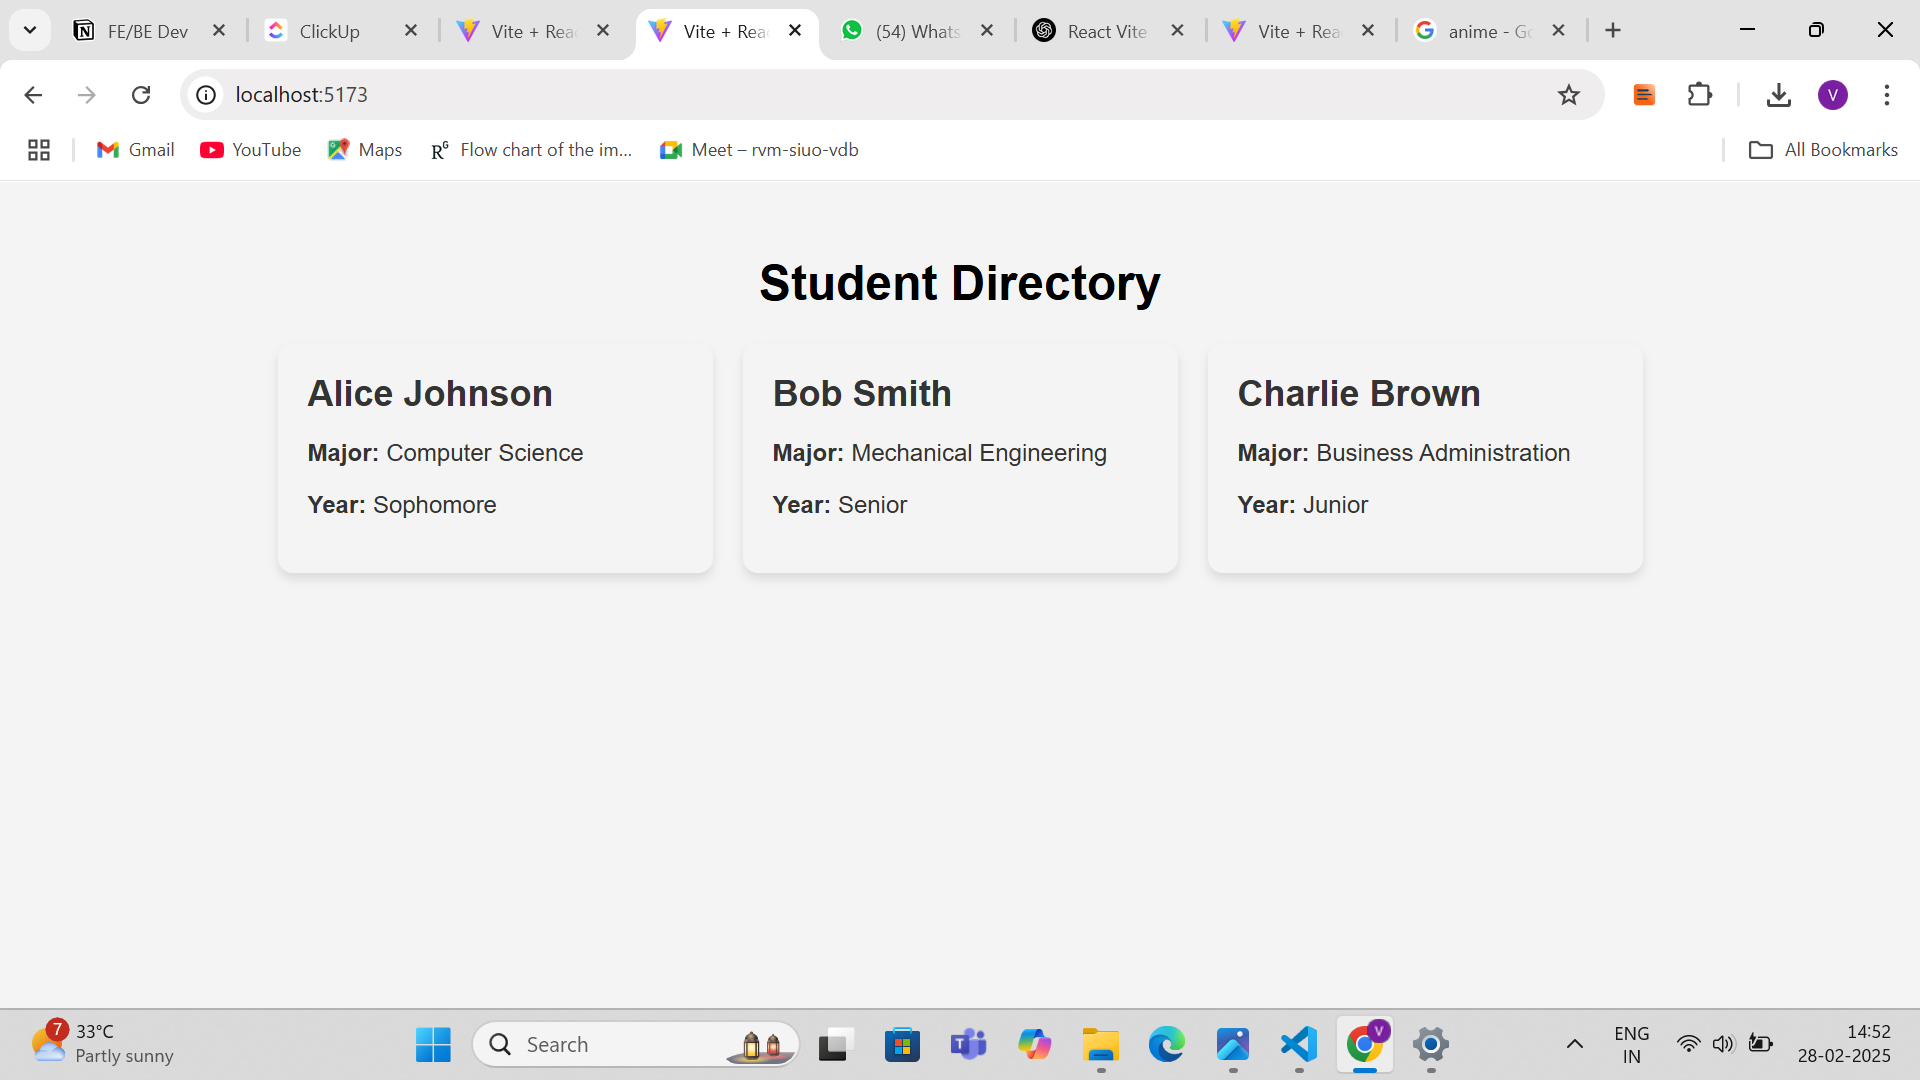 FE/BE Dev
ClickUp
Vite + Rea
Vite + Rea
(54) Whats
React Vite
Vite + Rea
anime - Go
localhost:5173
V
Gmail
YouTube
Maps
RG
Flow chart of the im...
Meet – rvm-siuo-vdb
All Bookmarks
Student Directory
Alice Johnson
Major: Computer Science
Year: Sophomore
Bob Smith
Major: Mechanical Engineering
Year: Senior
Charlie Brown
Major: Business Administration
Year: Junior
7
33°C
Partly sunny
Search
T
V
ENG
IN
14:52
28-02-2025